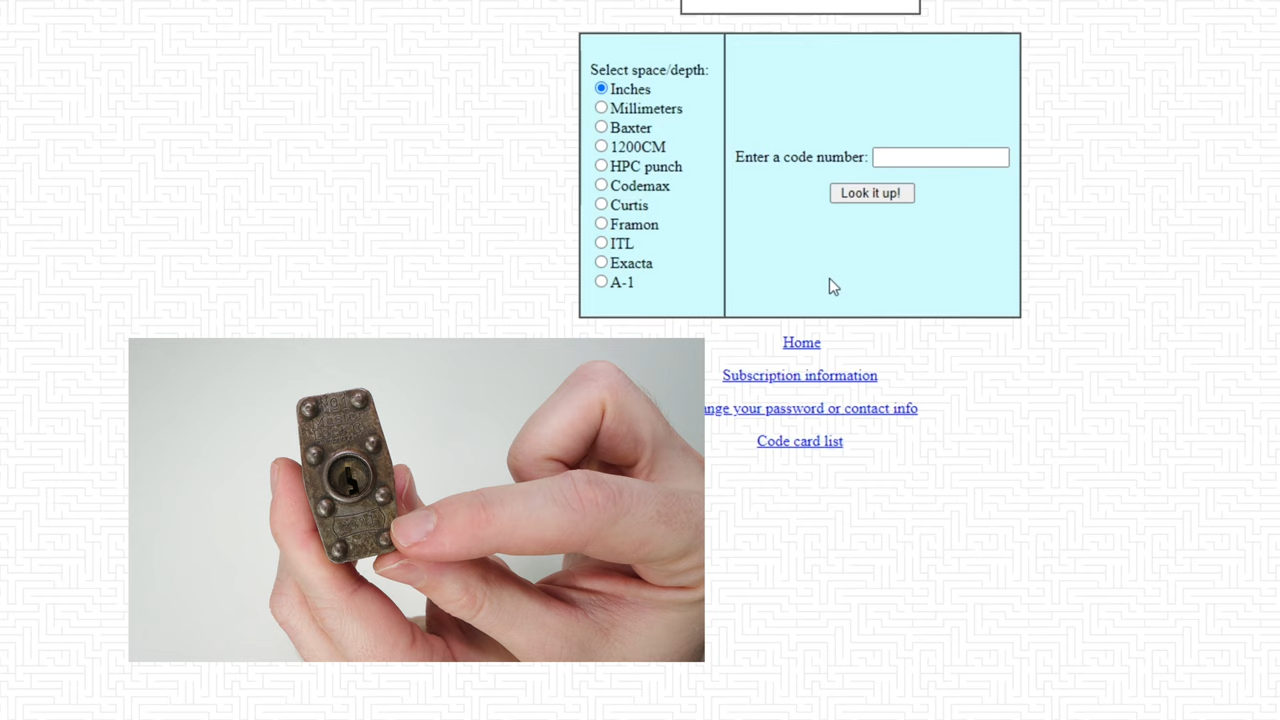 Select space/depth:
Inches
Millimeters
Baxter
1200CM
HPC punch
Codemax
Curtis
Framon
ITL
Exacta
A-1
Enter a code number:
Look it up!
Home
Subscription information
ange your password or contact info
Code card list